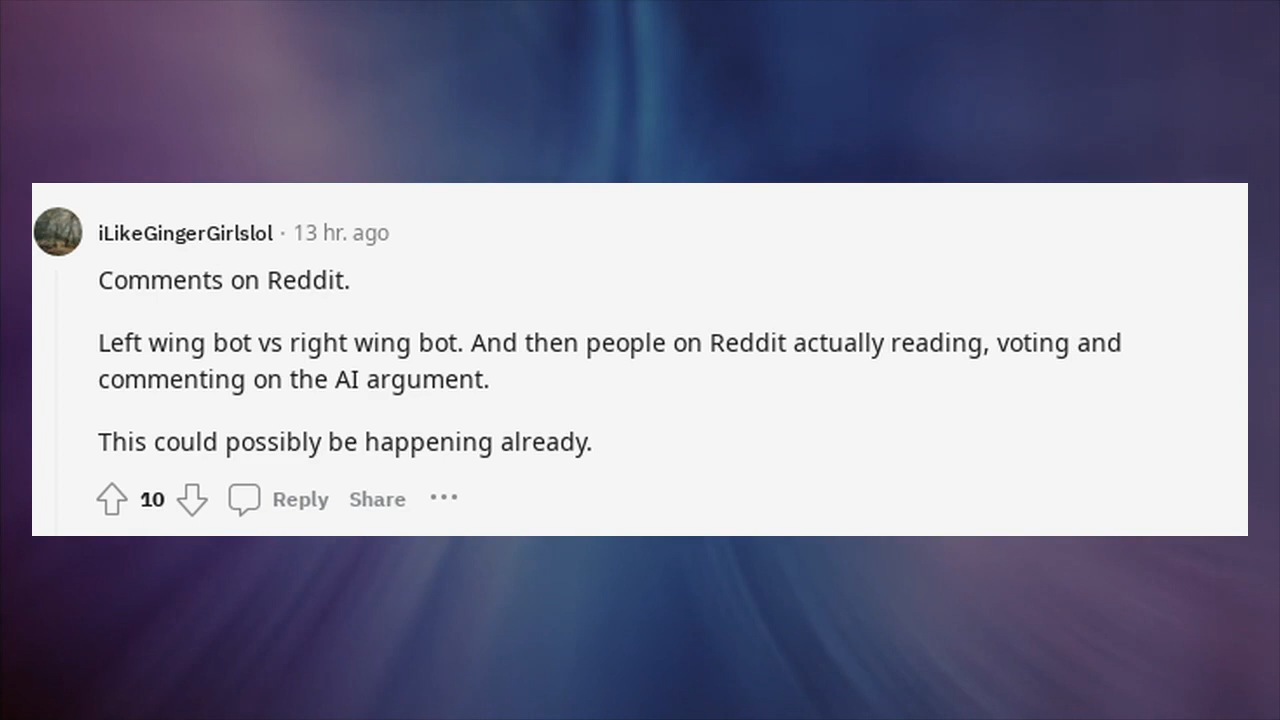 iLikeGingerGirlslol · 13 hr. ago
Comments on Reddit.
Left wing bot vs right wing bot. And then people on Reddit actually reading, voting and
commenting on the AI argument.
This could possibly be happening already.
10 Reply Share ···